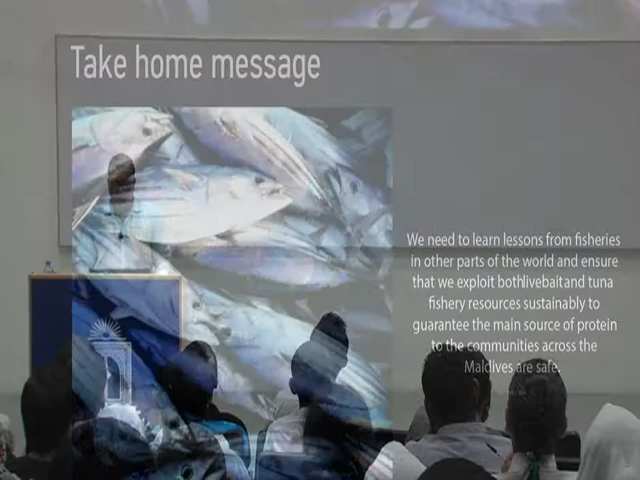 Take home message
We need to learn lessons from fisheries
in other parts of the world and ensure
that we exploit bothlivebaitand tuna
fishery resources sustainably to
guarantee the main source of protein
to the communities across the
Maldives are safe.